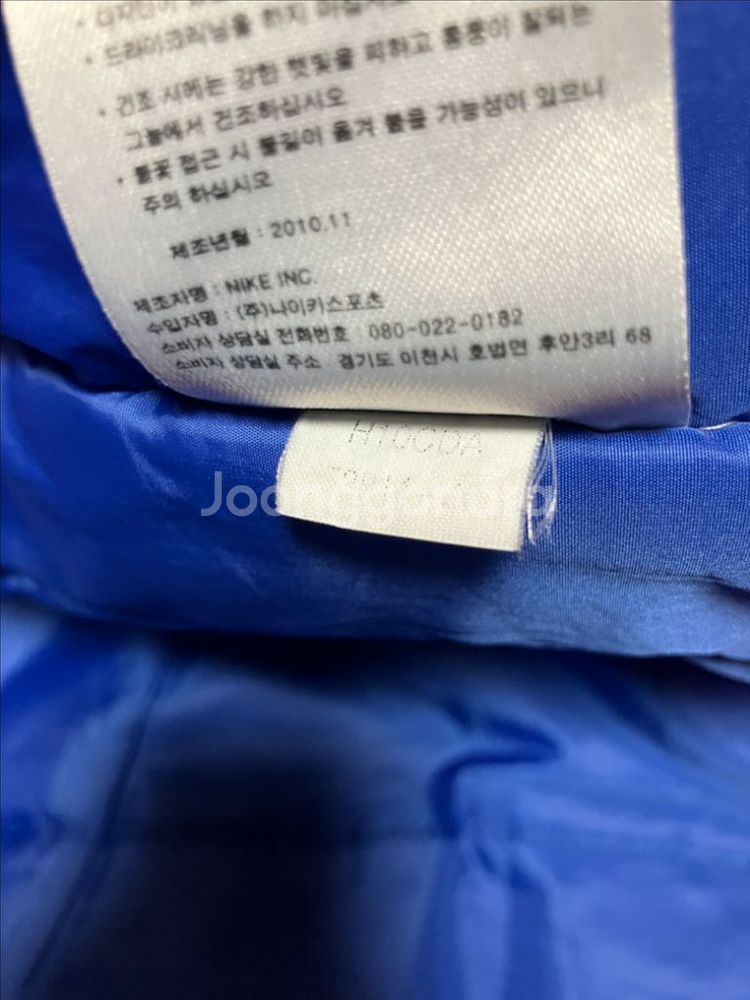 • 드라이크리닝을 하지 마십시오
• 건조 시에는 강한 햇빛을 피하고 통풍이 잘되는
그늘에서 건조하십시오
• 불꽃 접근 시 불길이 옮겨 붙을 가능성이 있으니
주의 하십시오
제조년월 : 2010.11
제조자명 : NIKE INC.
수입자명 : (주)나이키스포츠
소비자 상담실 전화번호 : 080-022-0182
소비자 상담실 주소 경기도 이천시 호법면 후안3리 68
H10CDA
Joonggonara